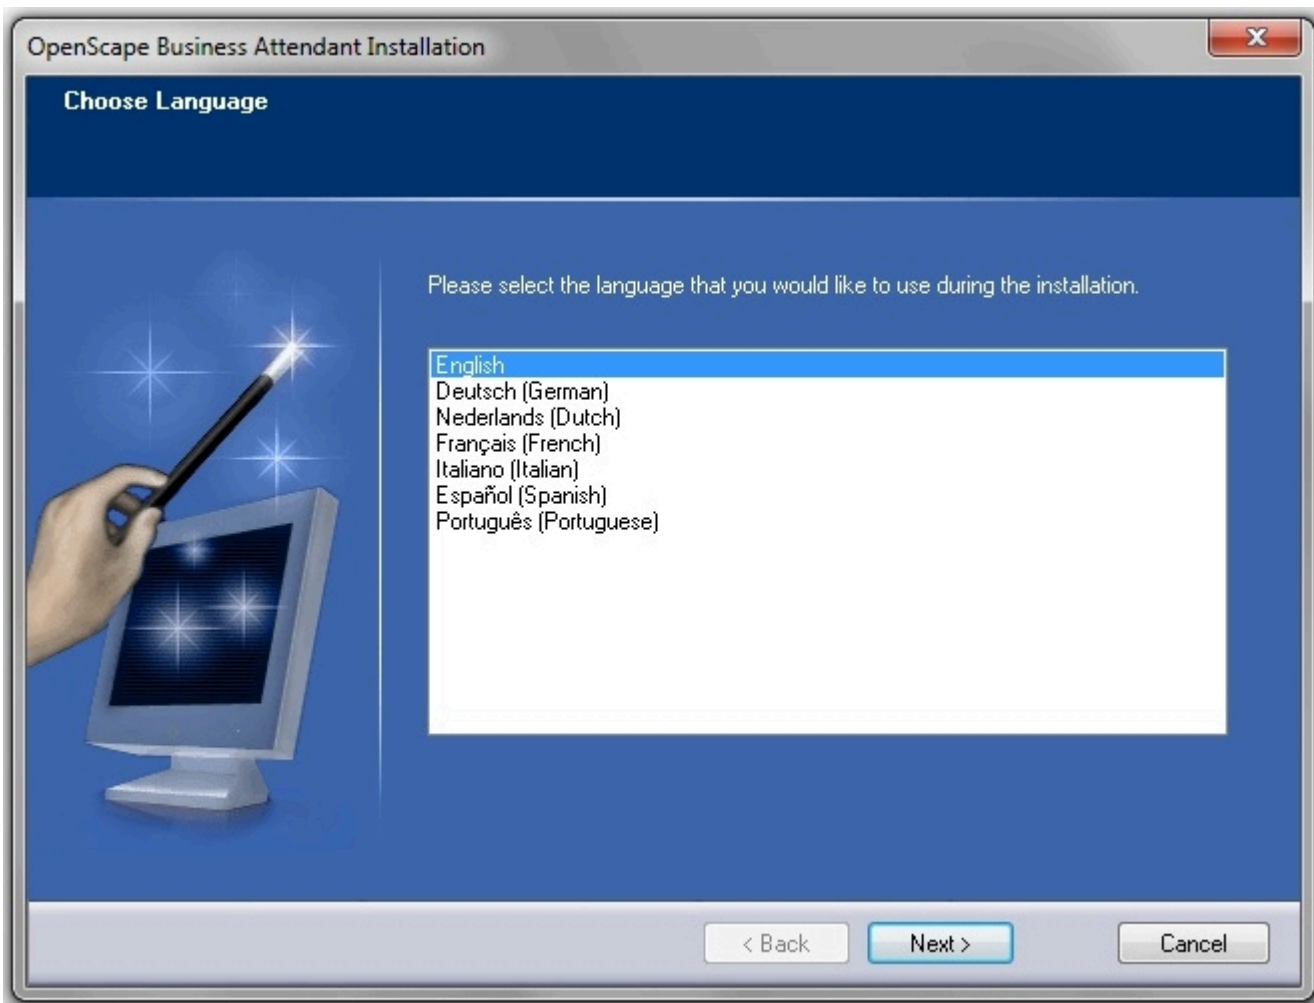 OpenScape Business Attendant Installation
Choose Language
Please select the language that you would like to use during the installation.
English
Deutsch (German)
Nederlands (Dutch)
Français (French)
Italiano (Italian)
Español (Spanish)
Português (Portuguese)
< Back Next > Cancel